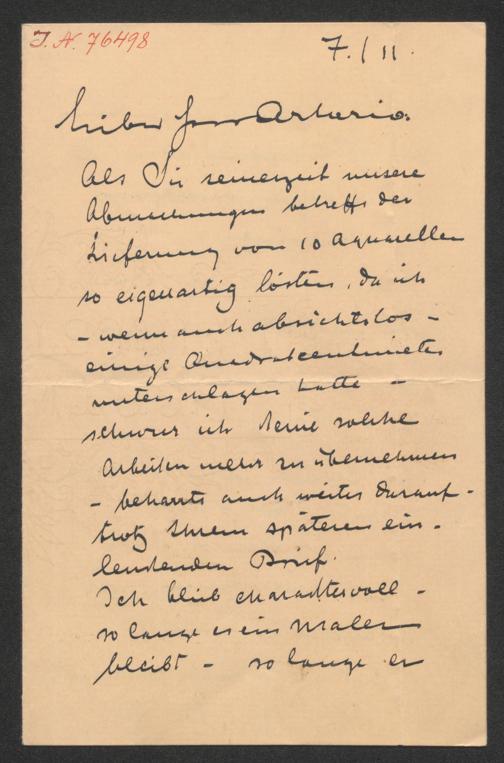 J. N. 76498
7./11.
Lieber Herr Artaria.
Als Sie seinerzeit unsere
Abmachungen betreffs der
Lieferung von 10 Aquarellen
so eigenartig lösten, da ich
- wenn auch absichtslos -
einige Quadratcentimeter
unterschlagen hatte -
schwur ich keine solche
Arbeiten mehr zu übernehmen
- beharrte auch weiter darauf -
trotz Ihrem späteren ein-
lenkenden Brief.
Ich blieb charaktervoll -
so lange es ein Maler
bleibt - so lange er